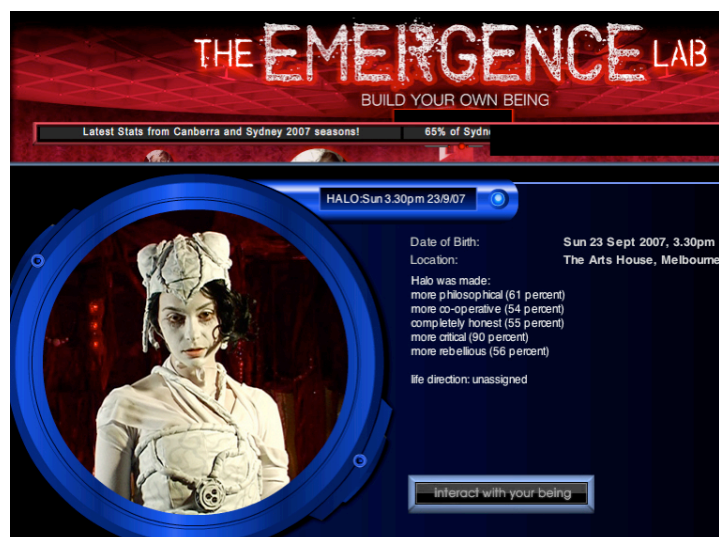 THE EMERGENCE LAB
BUILD YOUR OWN BEING
Latest Stats from Canberra and Sydney 2007 seasons! 65% of
HALO:Sun 3.30pm 23/9/07
Date of Birth: Sun 23 Sept 2007, 3.30pm
Location: The Arts House, Melbourne
Halo was made:
more philosophical (61 percent)
more co-operative (54 percent)
completely honest (55 percent)
more critical (90 percent)
more rebellious (56 percent)
life direction: unassigned
interact with your being